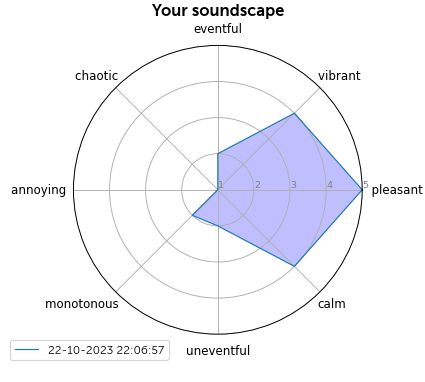 Your soundscape
eventful
chaotic
vibrant
annoying
1 2 3 4 5
pleasant
monotonous
calm
22-10-2023 22:06:57
uneventful